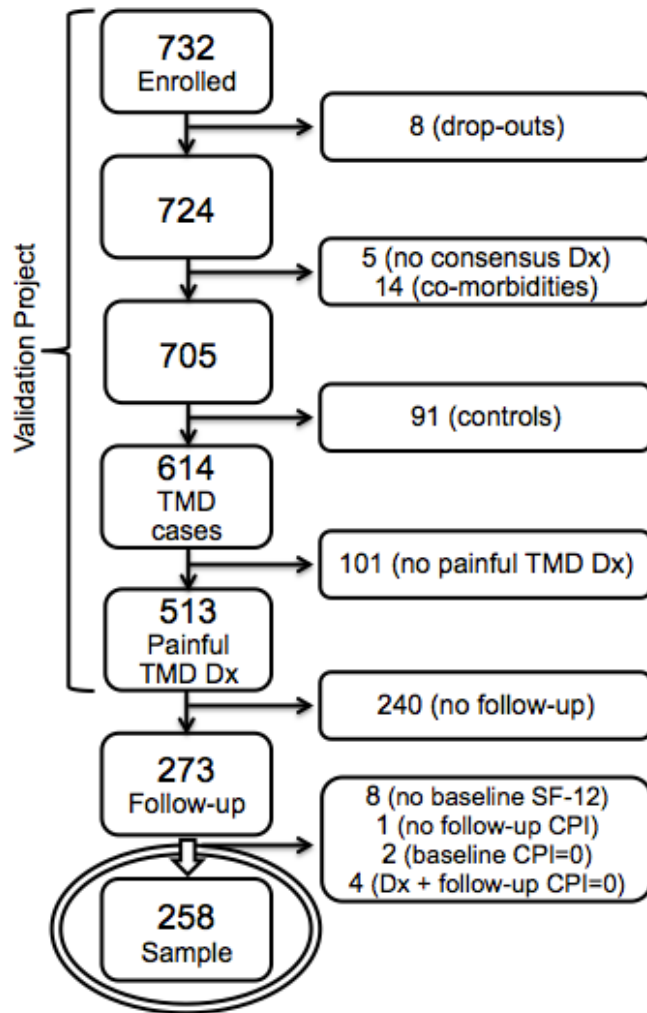 732
Enrolled
8 (drop-outs)
724
5 (no consensus Dx)
14 (co-morbidities)
705
91 (controls)
614
TMD
cases
101 (no painful TMD Dx)
513
Painful
TMD Dx
Validation Project
240 (no follow-up)
273
Follow-up
8 (no baseline SF-12)
1 (no follow-up CPI)
2 (baseline CPI=0)
4 (Dx + follow-up CPI=0)
258
Sample